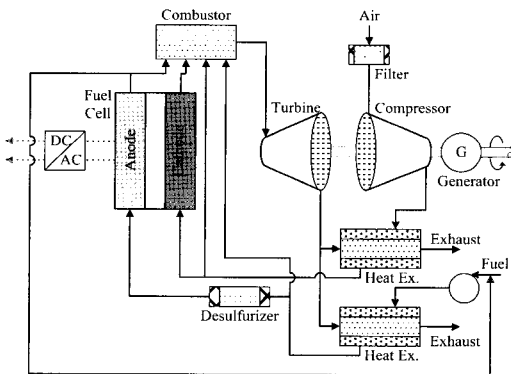 Combustor
Air
Filter
Fuel
Cell
Turbine
Compressor
DC
AC
Anode
G
Generator
Exhaust
Heat Ex.
Fuel
Desulfurizer
Exhaust
Heat Ex.